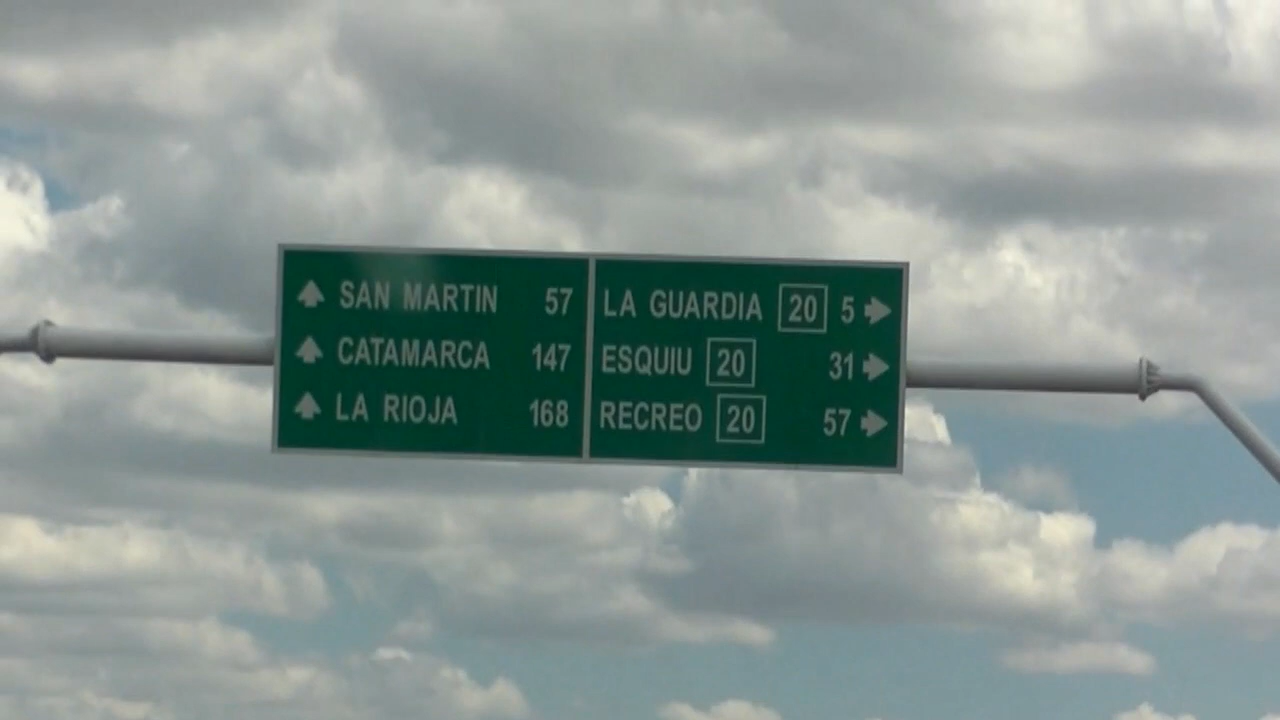 SAN MARTIN 57
CATAMARCA 147
LA RIOJA 168
LA GUARDIA 20 5
ESQUIU 20 31
RECREO 20 57